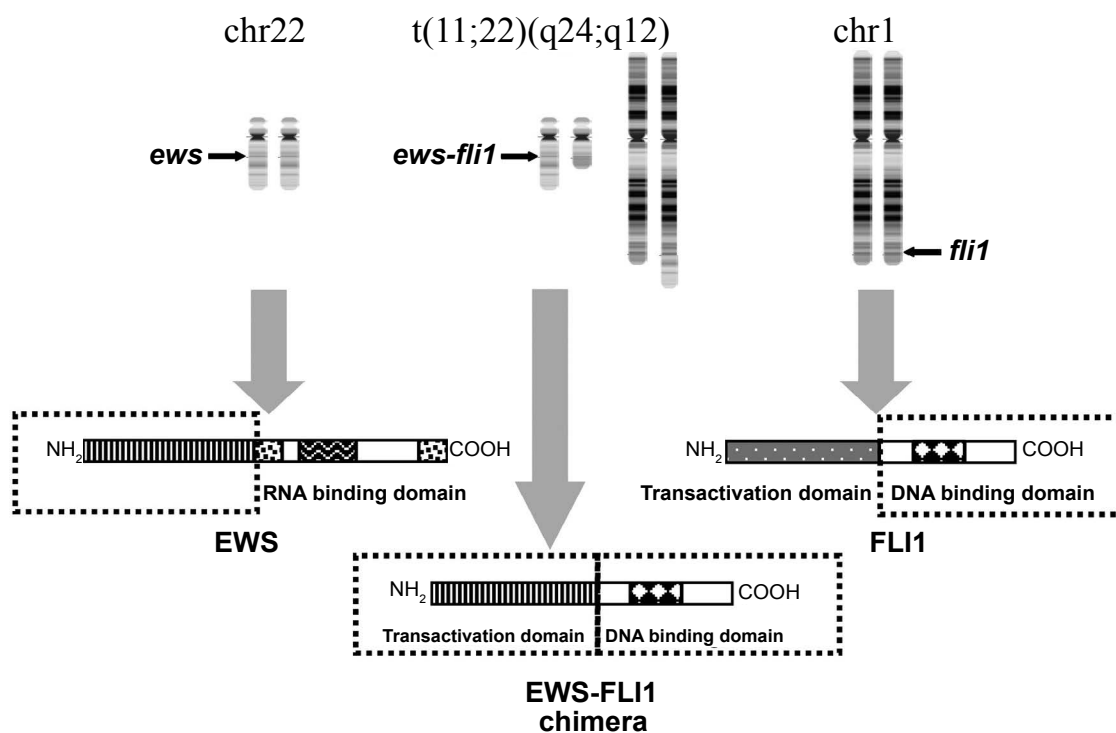 chr22
t(11;22)(q24;q12)
chr1
ews
ews-fli1
fli1
NH2
COOH
RNA binding domain
EWS
NH2
COOH
Transactivation domain
DNA binding domain
FLI1
NH2
COOH
Transactivation domain
DNA binding domain
EWS-FLI1
chimera